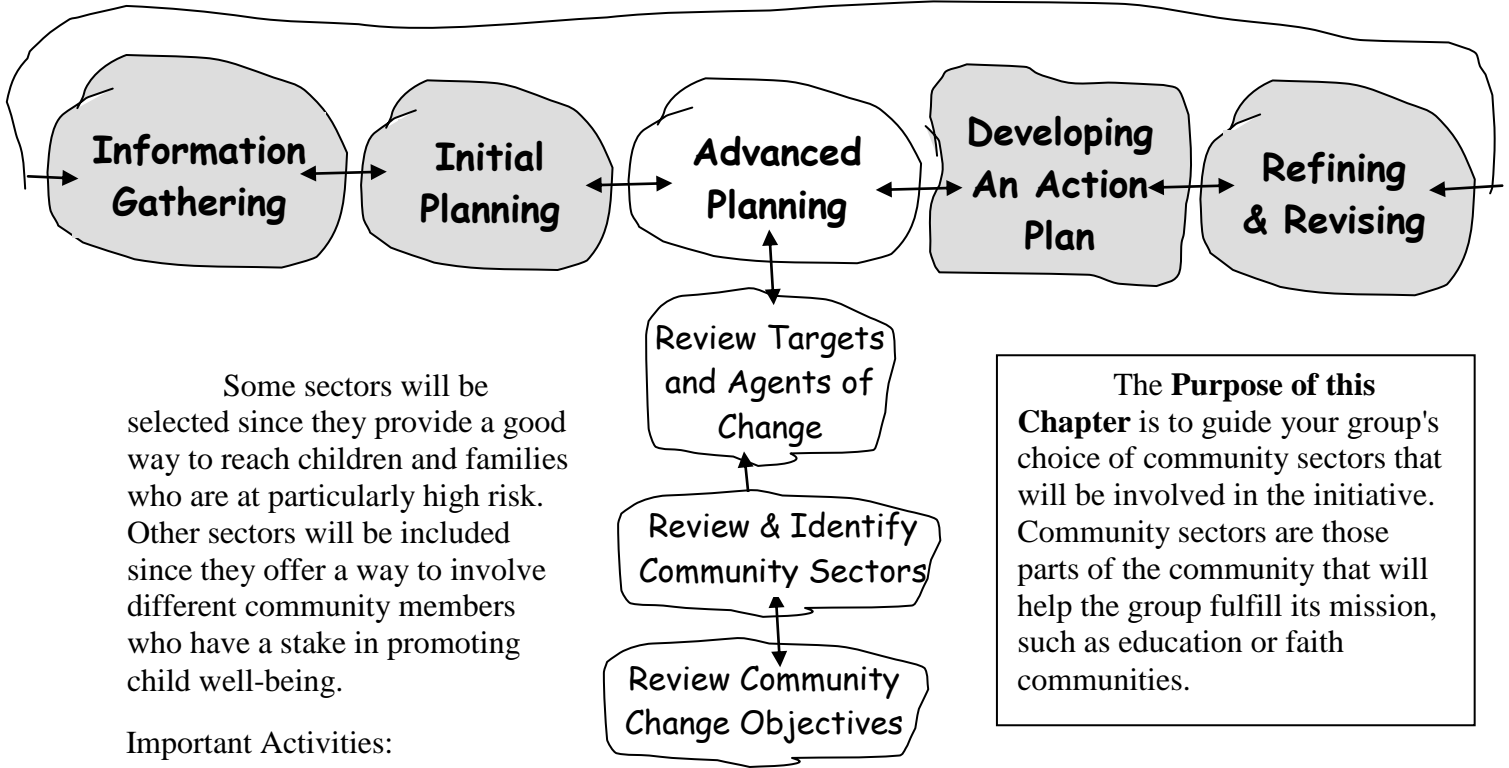 Information
Gathering
Initial
Planning
Advanced
Planning
Developing
An Action
Plan
Refining
& Revising
Review Targets
and Agents of
Change
Review & Identify
Community Sectors
Review Community
Change Objectives
Some sectors will be
selected since they provide a good
way to reach children and families
who are at particularly high risk.
Other sectors will be included
since they offer a way to involve
different community members
who have a stake in promoting
child well-being.
Important Activities:
The Purpose of this
Chapter is to guide your group's
choice of community sectors that
will be involved in the initiative.
Community sectors are those
parts of the community that will
help the group fulfill its mission,
such as education or faith
communities.